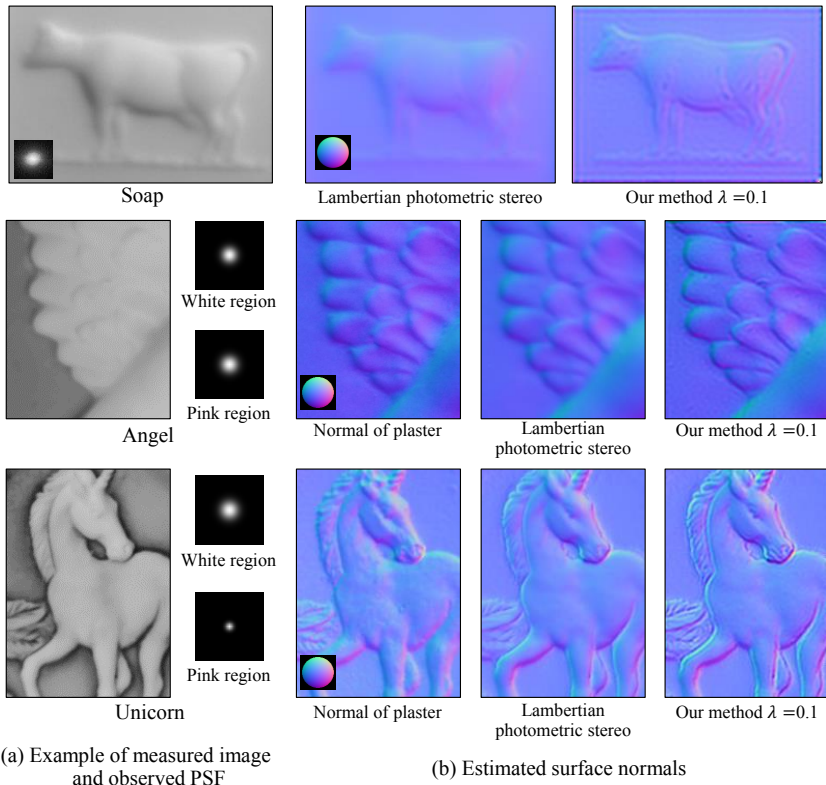 Soap
Lambertian photometric stereo
Our method λ =0.1
White region
Pink region
Angel
Normal of plaster
Lambertian
photometric stereo
Our method λ =0.1
White region
Pink region
Unicorn
Normal of plaster
Lambertian
photometric stereo
Our method λ =0.1
(a) Example of measured image
and observed PSF
(b) Estimated surface normals